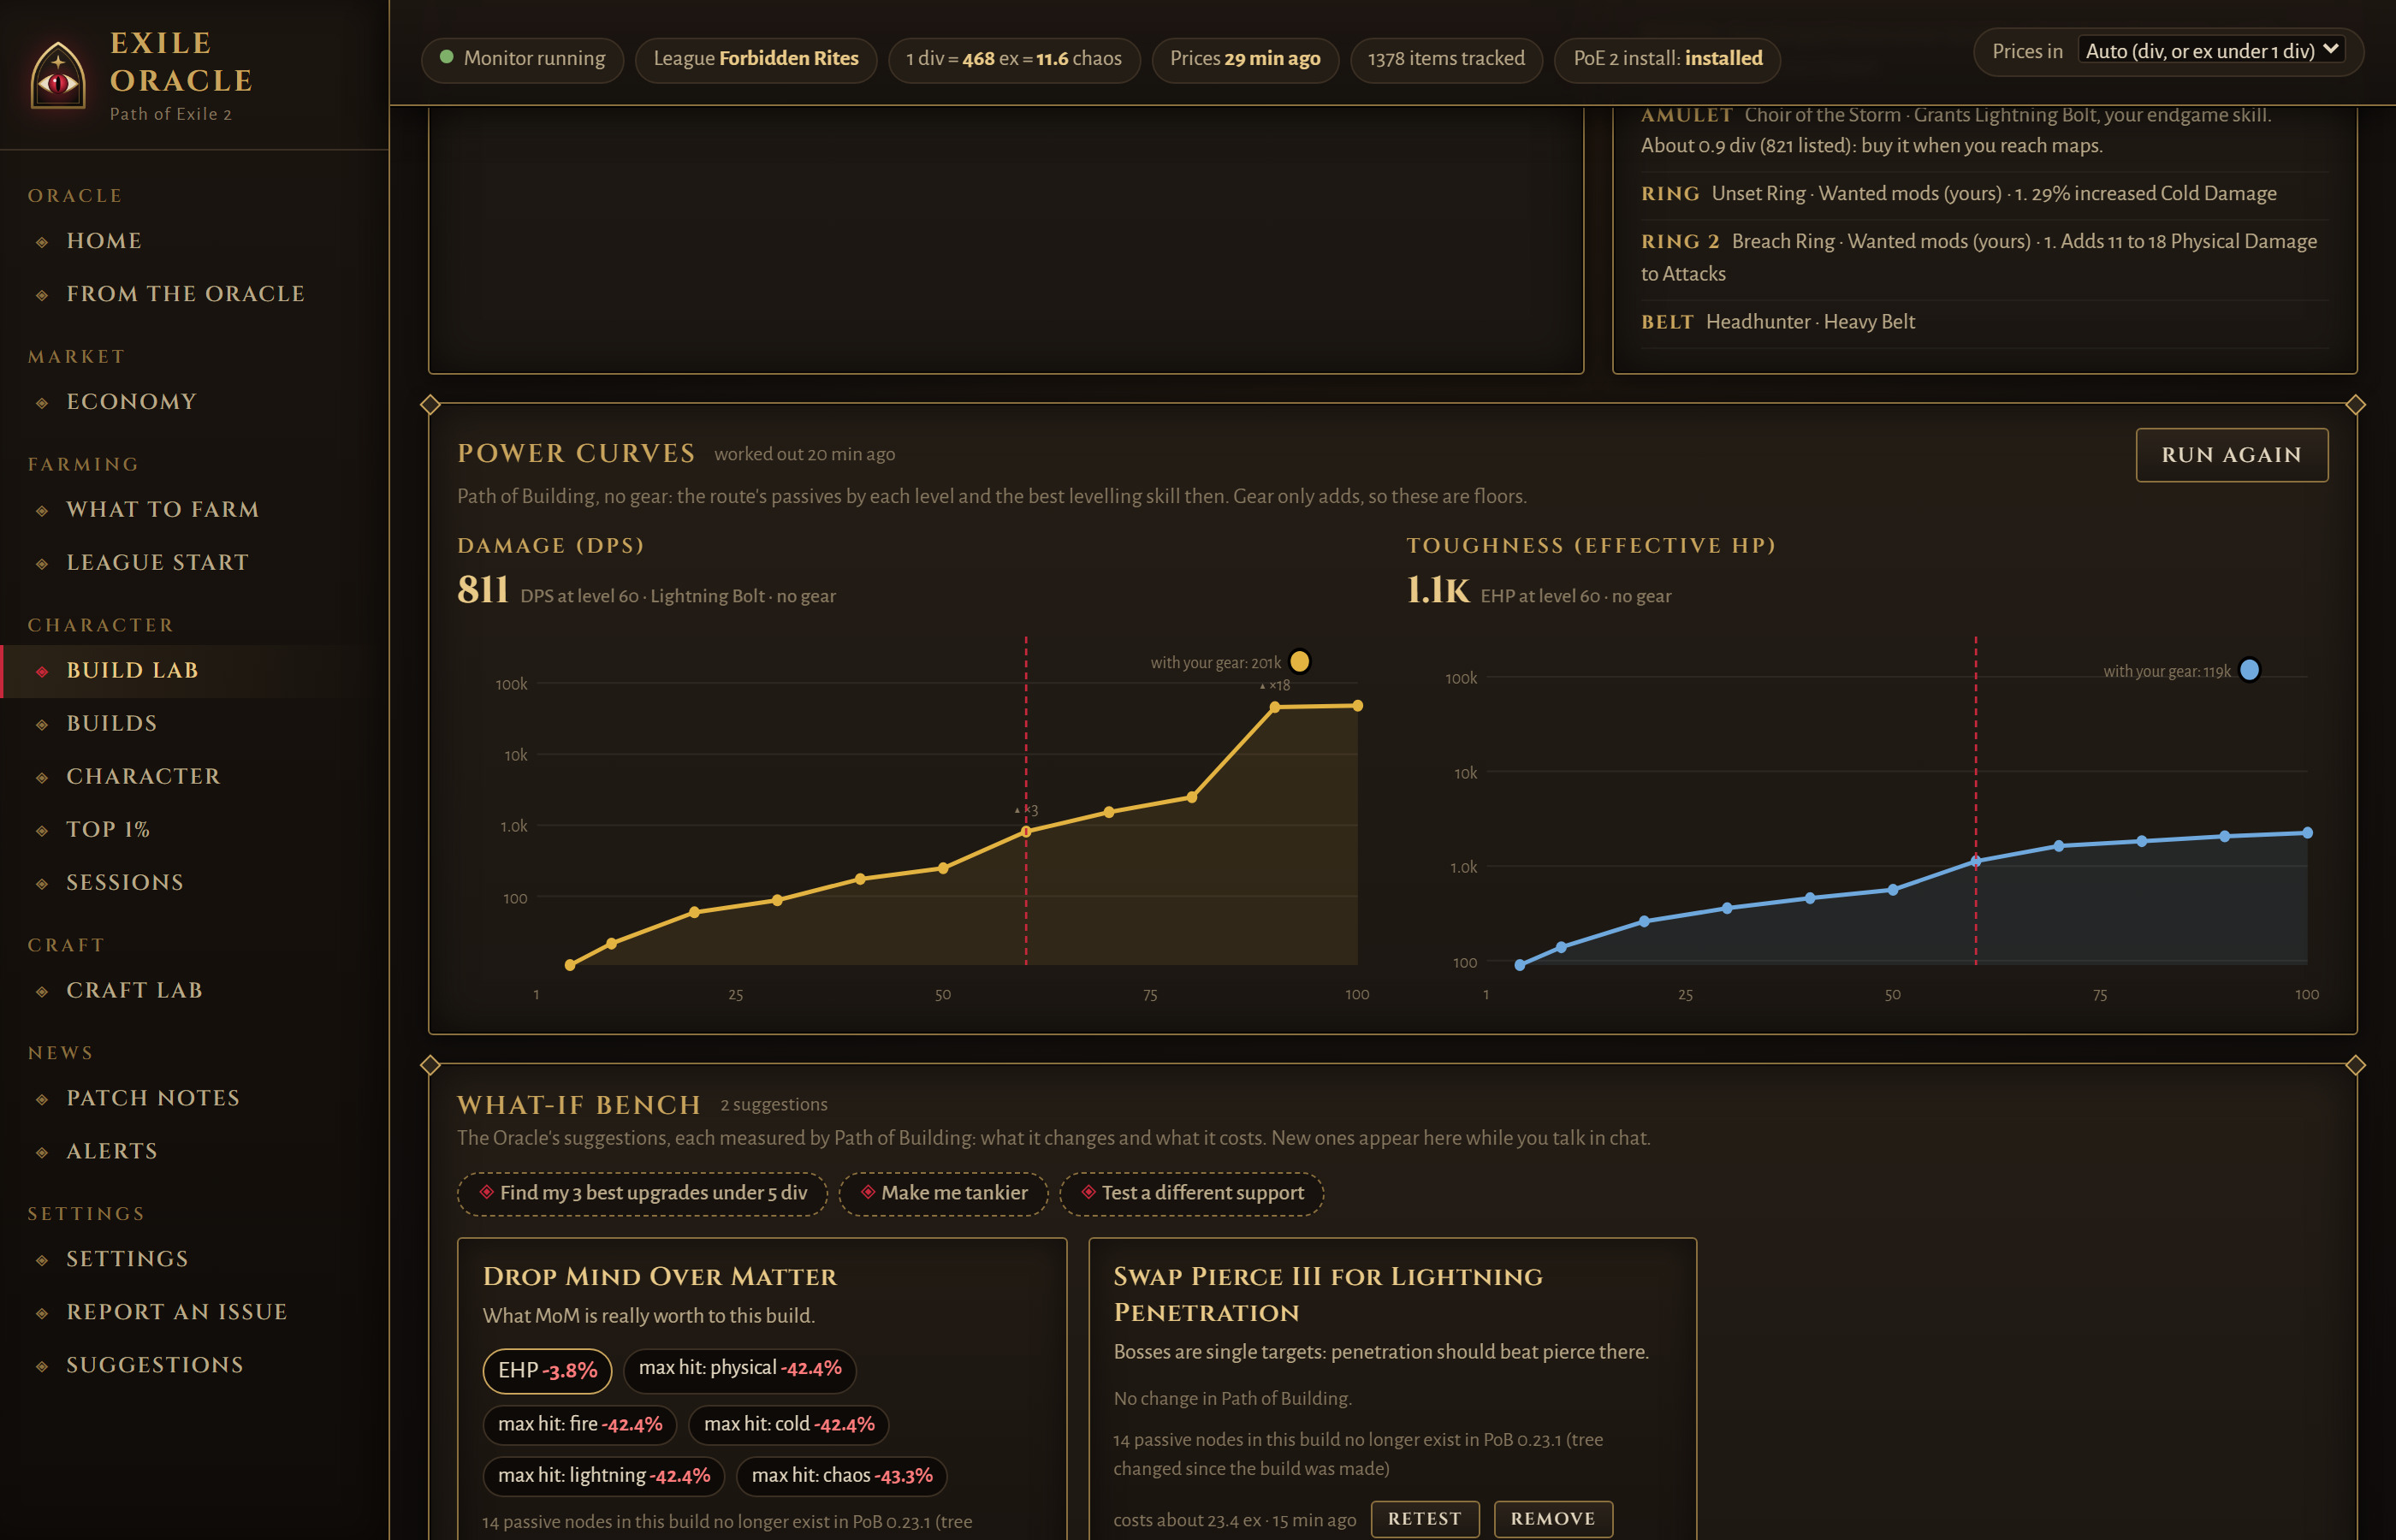 EXILE
ORACLE
Path of Exile 2
ORACLE
HOME
FROM THE ORACLE
MARKET
ECONOMY
FARMING
WHAT TO FARM
LEAGUE START
CHARACTER
BUILD LAB
BUILDS
CHARACTER
TOP 1%
SESSIONS
CRAFT
CRAFT LAB
NEWS
PATCH NOTES
ALERTS
SETTINGS
SETTINGS
REPORT AN ISSUE
SUGGESTIONS
Monitor running
League Forbidden Rites
1 div = 468 ex = 11.6 chaos
Prices 29 min ago
1378 items tracked
PoE 2 install: installed
Prices in Auto (div, or ex under 1 div)
AMULET Choir of the Storm · Grants Lightning Bolt, your endgame skill.
About 0.9 div (821 listed): buy it when you reach maps.
RING Unset Ring · Wanted mods (yours) · 1. 29% increased Cold Damage
RING 2 Breach Ring · Wanted mods (yours) · 1. Adds 11 to 18 Physical Damage
to Attacks
BELT Headhunter · Heavy Belt
POWER CURVES worked out 20 min ago
RUN AGAIN
Path of Building, no gear: the route's passives by each level and the best levelling skill then. Gear only adds, so these are floors.
DAMAGE (DPS)
811 DPS at level 60 · Lightning Bolt · no gear
with your gear: 201k
▲ ×18
100k
10k
▲ ×3
1.0k
100
1 25 50 75 100
TOUGHNESS (EFFECTIVE HP)
1.1K EHP at level 60 · no gear
with your gear: 119k
100k
10k
1.0k
100
1 25 50 75 100
WHAT-IF BENCH 2 suggestions
The Oracle's suggestions, each measured by Path of Building: what it changes and what it costs. New ones appear here while you talk in chat.
Find my 3 best upgrades under 5 div
Make me tankier
Test a different support
DROP MIND OVER MATTER
What MoM is really worth to this build.
EHP -3.8% max hit: physical -42.4%
max hit: fire -42.4% max hit: cold -42.4%
max hit: lightning -42.4% max hit: chaos -43.3%
14 passive nodes in this build no longer exist in PoB 0.23.1 (tree
SWAP PIERCE III FOR LIGHTNING
PENETRATION
Bosses are single targets: penetration should beat pierce there.
No change in Path of Building.
14 passive nodes in this build no longer exist in PoB 0.23.1 (tree
changed since the build was made)
costs about 23.4 ex · 15 min ago RETEST REMOVE